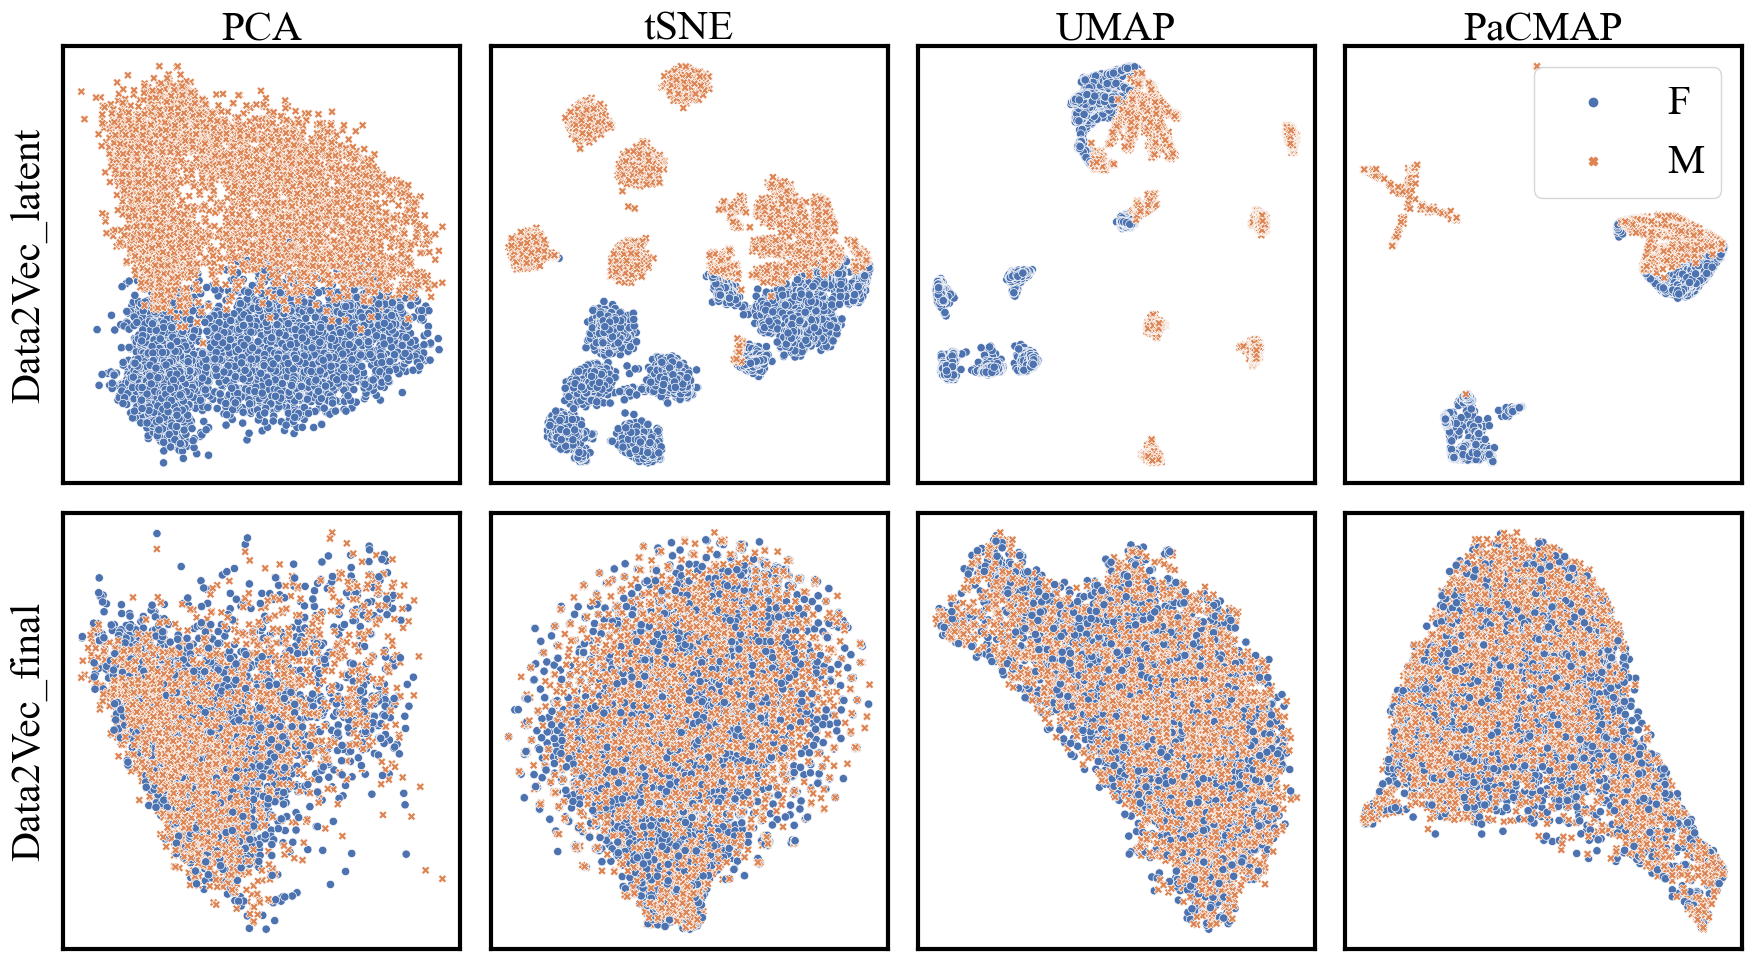 PCA
tSNE
UMAP
PaCMAP
Data2Vec_latent
F
M
Data2Vec_final